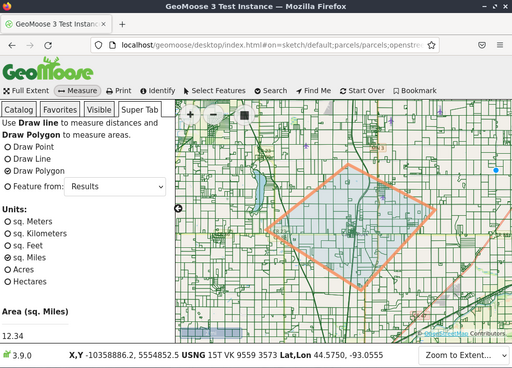 GeoMoose 3 Test Instance — Mozilla Firefox
GeoMoose 3 Test Instance
localhost/geomoose/desktop/index.html#on=sketch/default;parcels/parcels;openstre
GeoMoose
Full Extent Measure Print Identify Select Features Search Find Me Start Over Bookmark
Catalog Favorites Visible Super Tab
Use Draw line to measure distances and
Draw Polygon to measure areas.
Draw Point
Draw Line
Draw Polygon
Feature from: Results
Units:
sq. Meters
sq. Kilometers
sq. Feet
sq. Miles
Acres
Hectares
Area (sq. Miles)
12.34
© OpenStreetMap Contributors
3.9.0 X,Y -10358886.2, 5554852.5 USNG 15T VK 9559 3573 Lat,Lon 44.5750, -93.0555 Zoom to Extent...